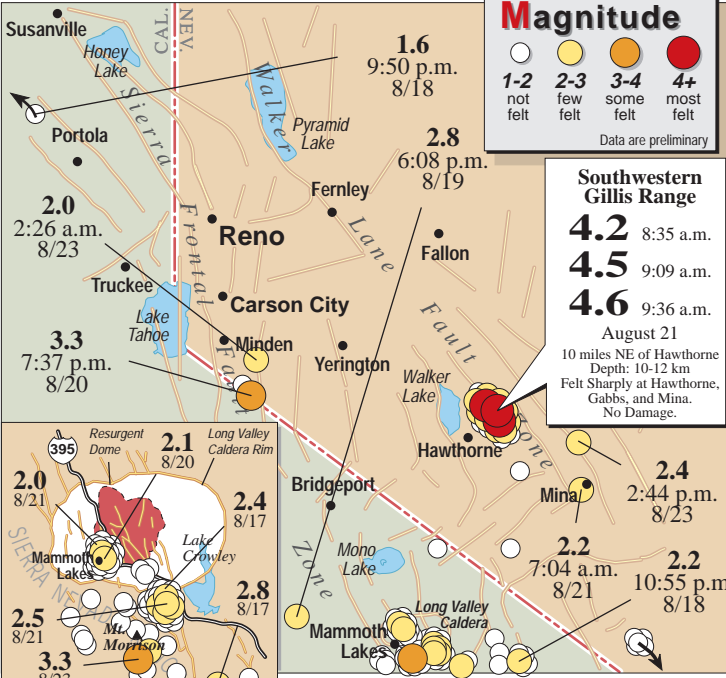 Magnitude
1-2 2-3 3-4 4+
not felt few felt some felt most felt
Data are preliminary
Susanville
Honey Lake
CAL. NEV.
1.6
9:50 p.m.
8/18
Walker Lane Fault Zone
Sierra Frontal Fault Zone
Pyramid Lake
Portola
2.8
6:08 p.m.
8/19
Southwestern
Gillis Range
4.2 8:35 a.m.
4.5 9:09 a.m.
4.6 9:36 a.m.
August 21
10 miles NE of Hawthorne
Depth: 10-12 km
Felt Sharply at Hawthorne,
Gabbs, and Mina.
No Damage.
2.0
2:26 a.m.
8/23
Fernley
Reno
Fallon
Truckee
Carson City
Lake Tahoe
Minden
Yerington
3.3
7:37 p.m.
8/20
Walker Lake
Hawthorne
2.4
2:44 p.m.
8/23
Mina
Bridgeport
2.2
7:04 a.m.
8/21
2.2
10:55 p.m
8/18
Mono Lake
Long Valley
Caldera
Mammoth
Lakes
395
Resurgent
Dome
2.1
8/20
Long Valley
Caldera Rim
2.0
8/21
2.4
8/17
Lake
Crowley
Mammoth
Lakes
SIERRA NEVADA
2.8
8/17
2.5
8/21
Mt.
Morrison
3.3
8/23